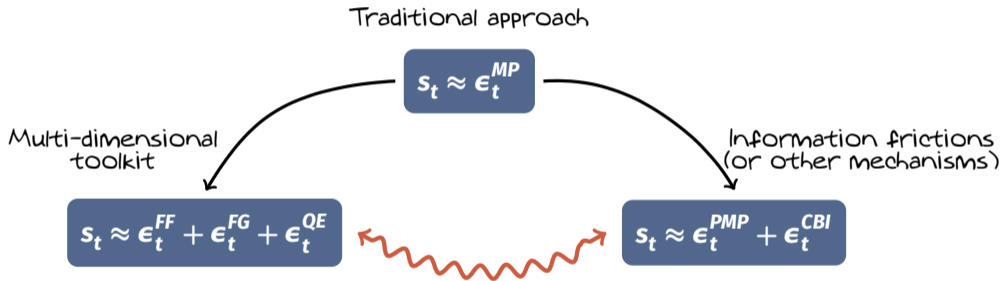 Traditional approach
s_t ≈ ϵ_t^{MP}
Multi-dimensional
toolkit
Information frictions
(or other mechanisms)
s_t ≈ ϵ_t^{FF} + ϵ_t^{FG} + ϵ_t^{QE}
s_t ≈ ϵ_t^{PMP} + ϵ_t^{CBI}